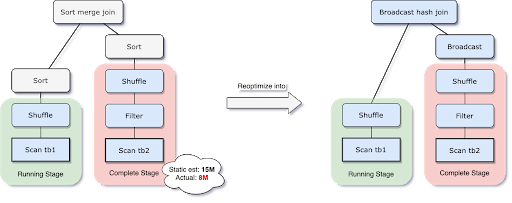 Sort merge join
Sort
Sort
Shuffle
Shuffle
Filter
Scan tb1
Scan tb2
Running Stage
Complete Stage
Static est: 15M
Actual: 8M
Reoptimize into
Broadcast hash join
Broadcast
Shuffle
Shuffle
Filter
Scan tb1
Scan tb2
Running Stage
Complete Stage